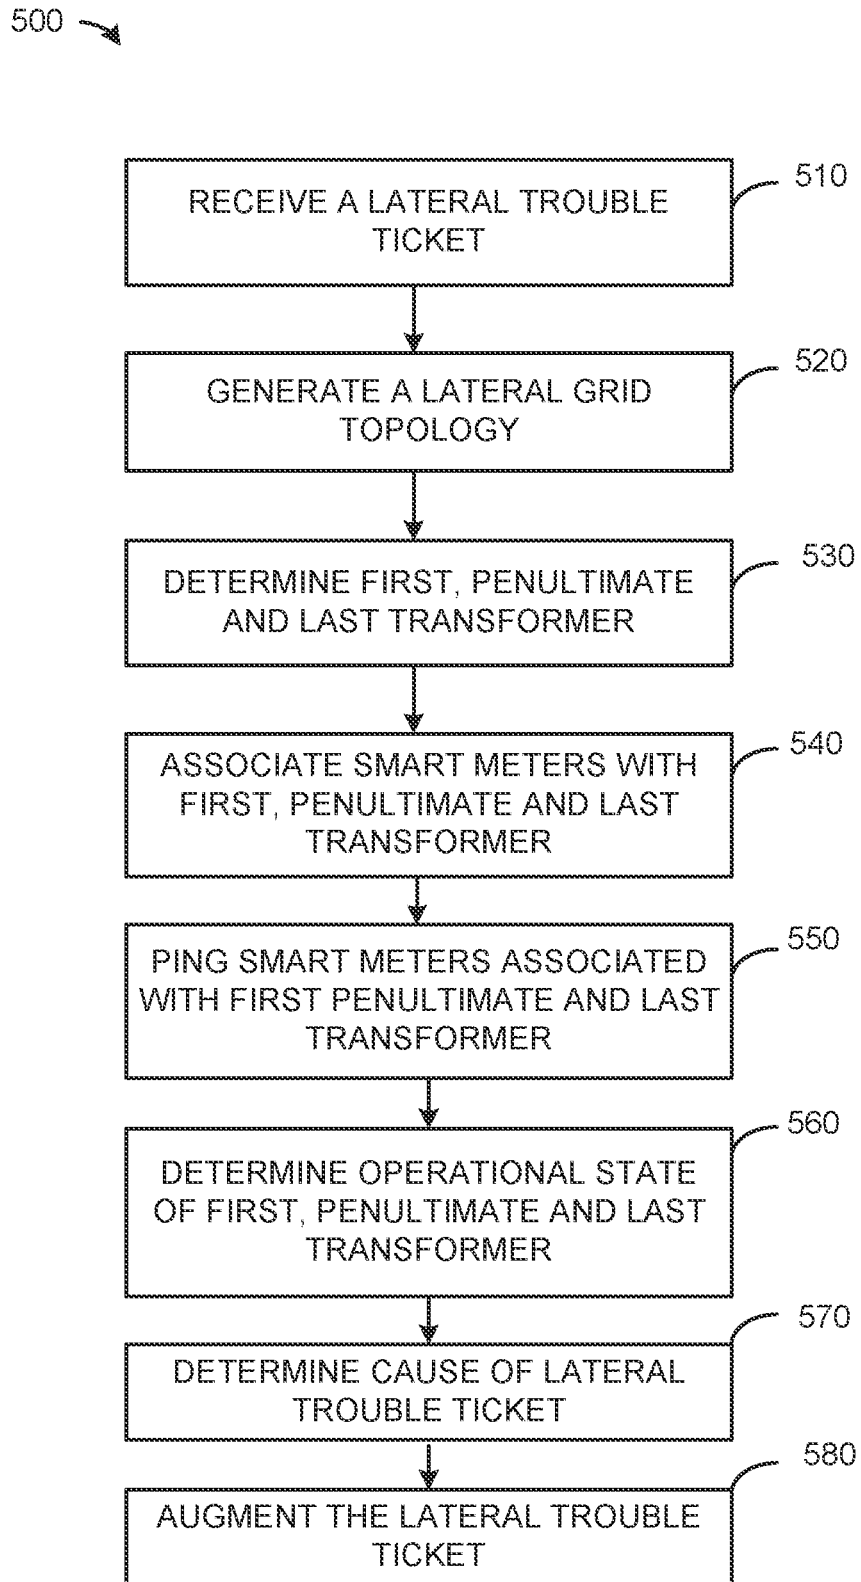 500
RECEIVE A LATERAL TROUBLE
TICKET
510
GENERATE A LATERAL GRID
TOPOLOGY
520
DETERMINE FIRST, PENULTIMATE
AND LAST TRANSFORMER
530
ASSOCIATE SMART METERS WITH
FIRST, PENULTIMATE AND LAST
TRANSFORMER
540
PING SMART METERS ASSOCIATED
WITH FIRST PENULTIMATE AND LAST
TRANSFORMER
550
DETERMINE OPERATIONAL STATE
OF FIRST, PENULTIMATE AND LAST
TRANSFORMER
560
DETERMINE CAUSE OF LATERAL
TROUBLE TICKET
570
AUGMENT THE LATERAL TROUBLE
TICKET
580